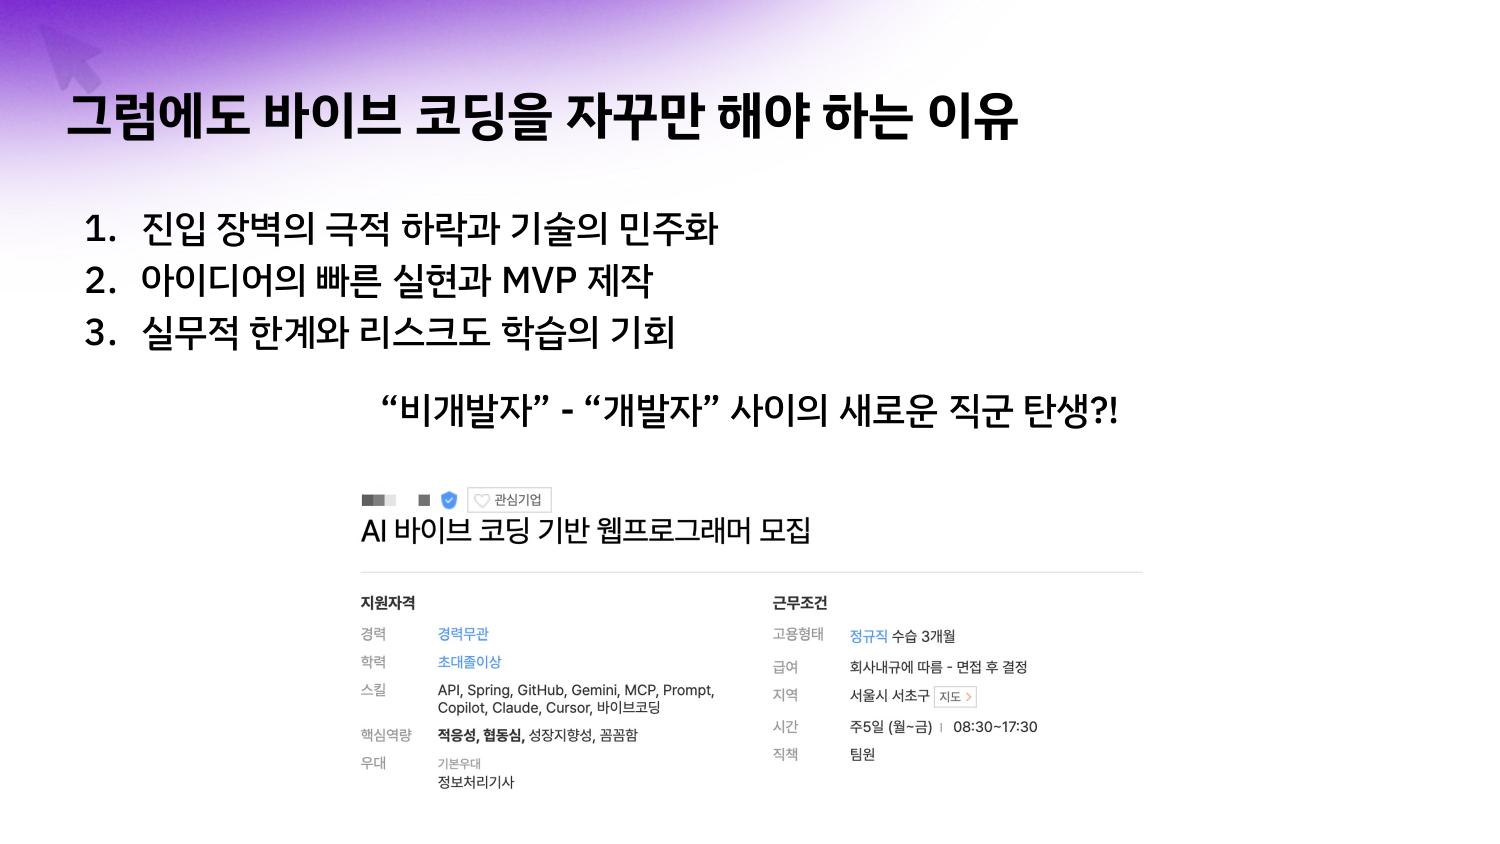 그럼에도 바이브 코딩을 자꾸만 해야 하는 이유
1. 진입 장벽의 극적 하락과 기술의 민주화
2. 아이디어의 빠른 실현과 MVP 제작
3. 실무적 한계와 리스크도 학습의 기회
“비개발자” - “개발자” 사이의 새로운 직군 탄생?!
관심기업
AI 바이브 코딩 기반 웹프로그래머 모집
지원자격
경력 경력무관
학력 초대졸이상
스킬 API, Spring, GitHub, Gemini, MCP, Prompt,
Copilot, Claude, Cursor, 바이브코딩
핵심역량 적응성, 협동심, 성장지향성, 꼼꼼함
우대 기본우대
정보처리기사
근무조건
고용형태 정규직 수습 3개월
급여 회사내규에 따름 - 면접 후 결정
지역 서울시 서초구 지도 >
시간 주5일 (월~금) | 08:30~17:30
직책 팀원